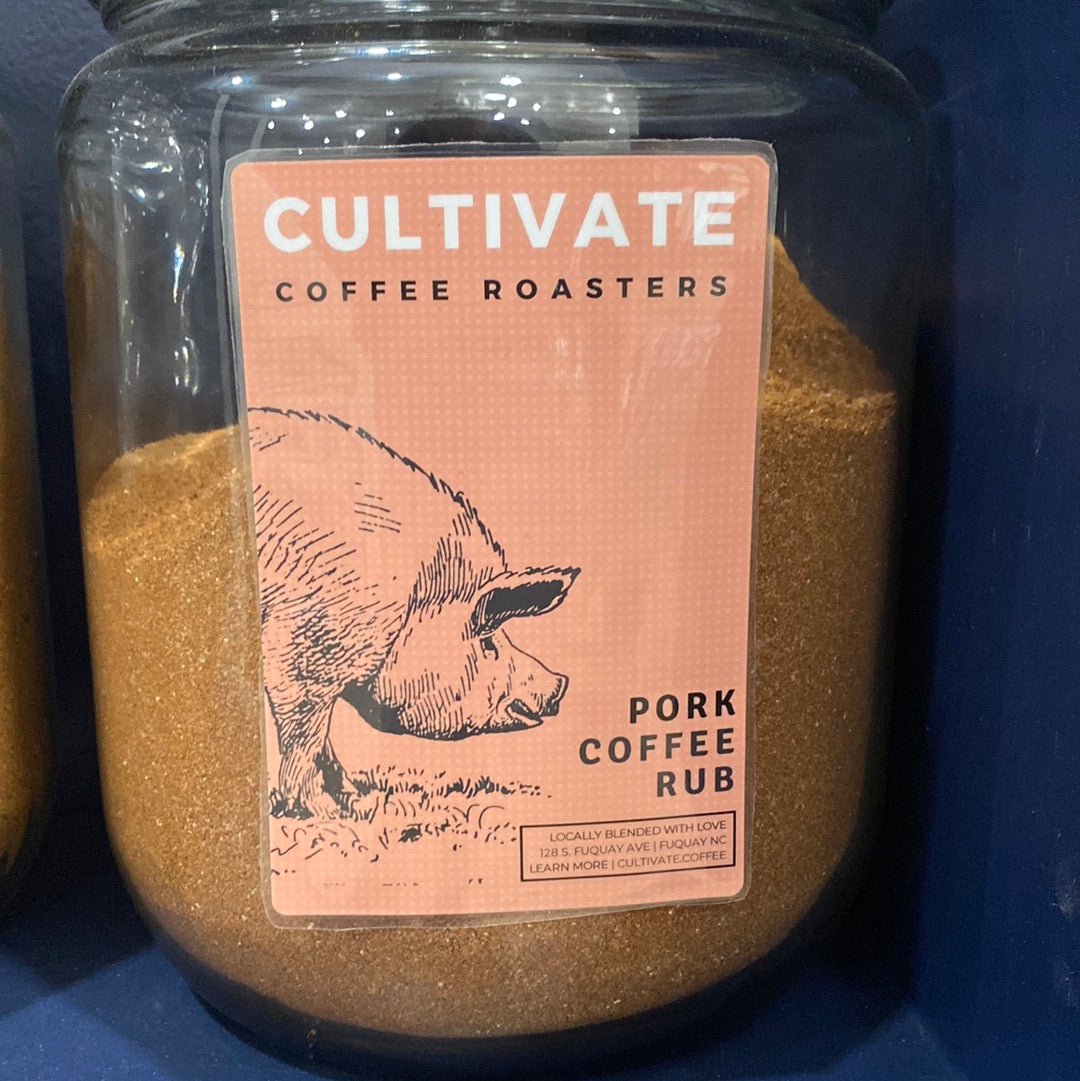 CULTIVATE
COFFEE ROASTERS
PORK
COFFEE
RUB
LOCALLY BLENDED WITH LOVE
128 S. FUQUAY AVE | FUQUAY NC
LEARN MORE | CULTIVATE.COFFEE